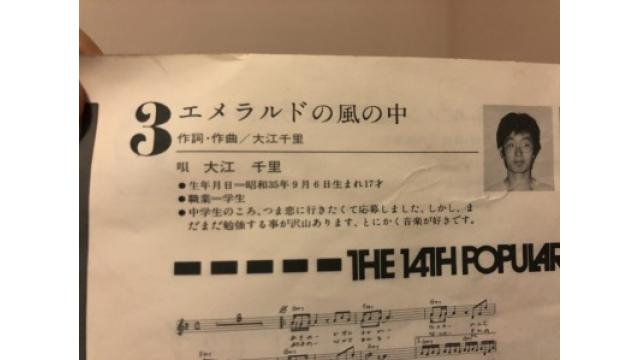 3 エメラルドの風の中
作詞・作曲／大江千里
唄 大江 千里
●生年月日―昭和35年9月6日生まれ17才
●職業―学生
●中学生のころ、つま恋に行きたくて応募しました、しかし、ま
だまだ勉強する事が沢山あります、とにかく音楽が好きです。
THE 14TH POPULAR